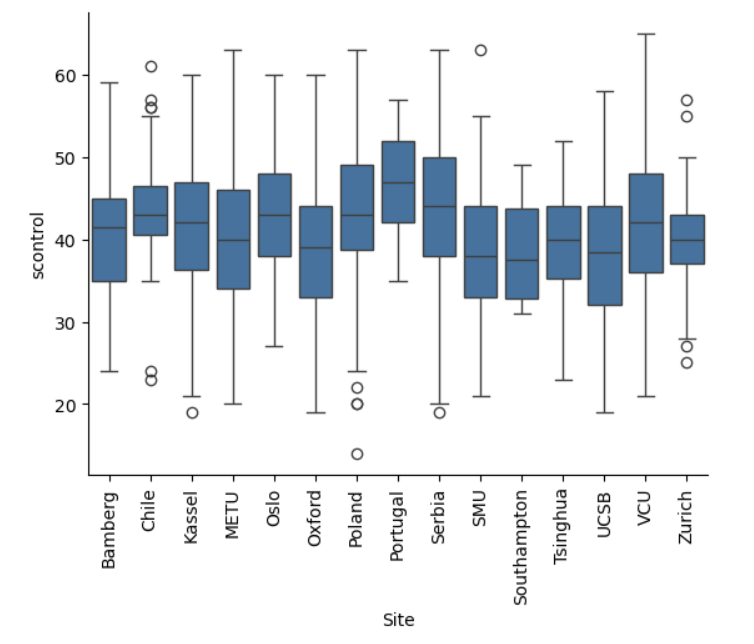 scontrol
60
50
40
30
20
Bamberg
Chile
Kassel
METU
Oslo
Oxford
Poland
Portugal
Serbia
SMU
Southampton
Tsinghua
UCSB
VCU
Zurich
Site